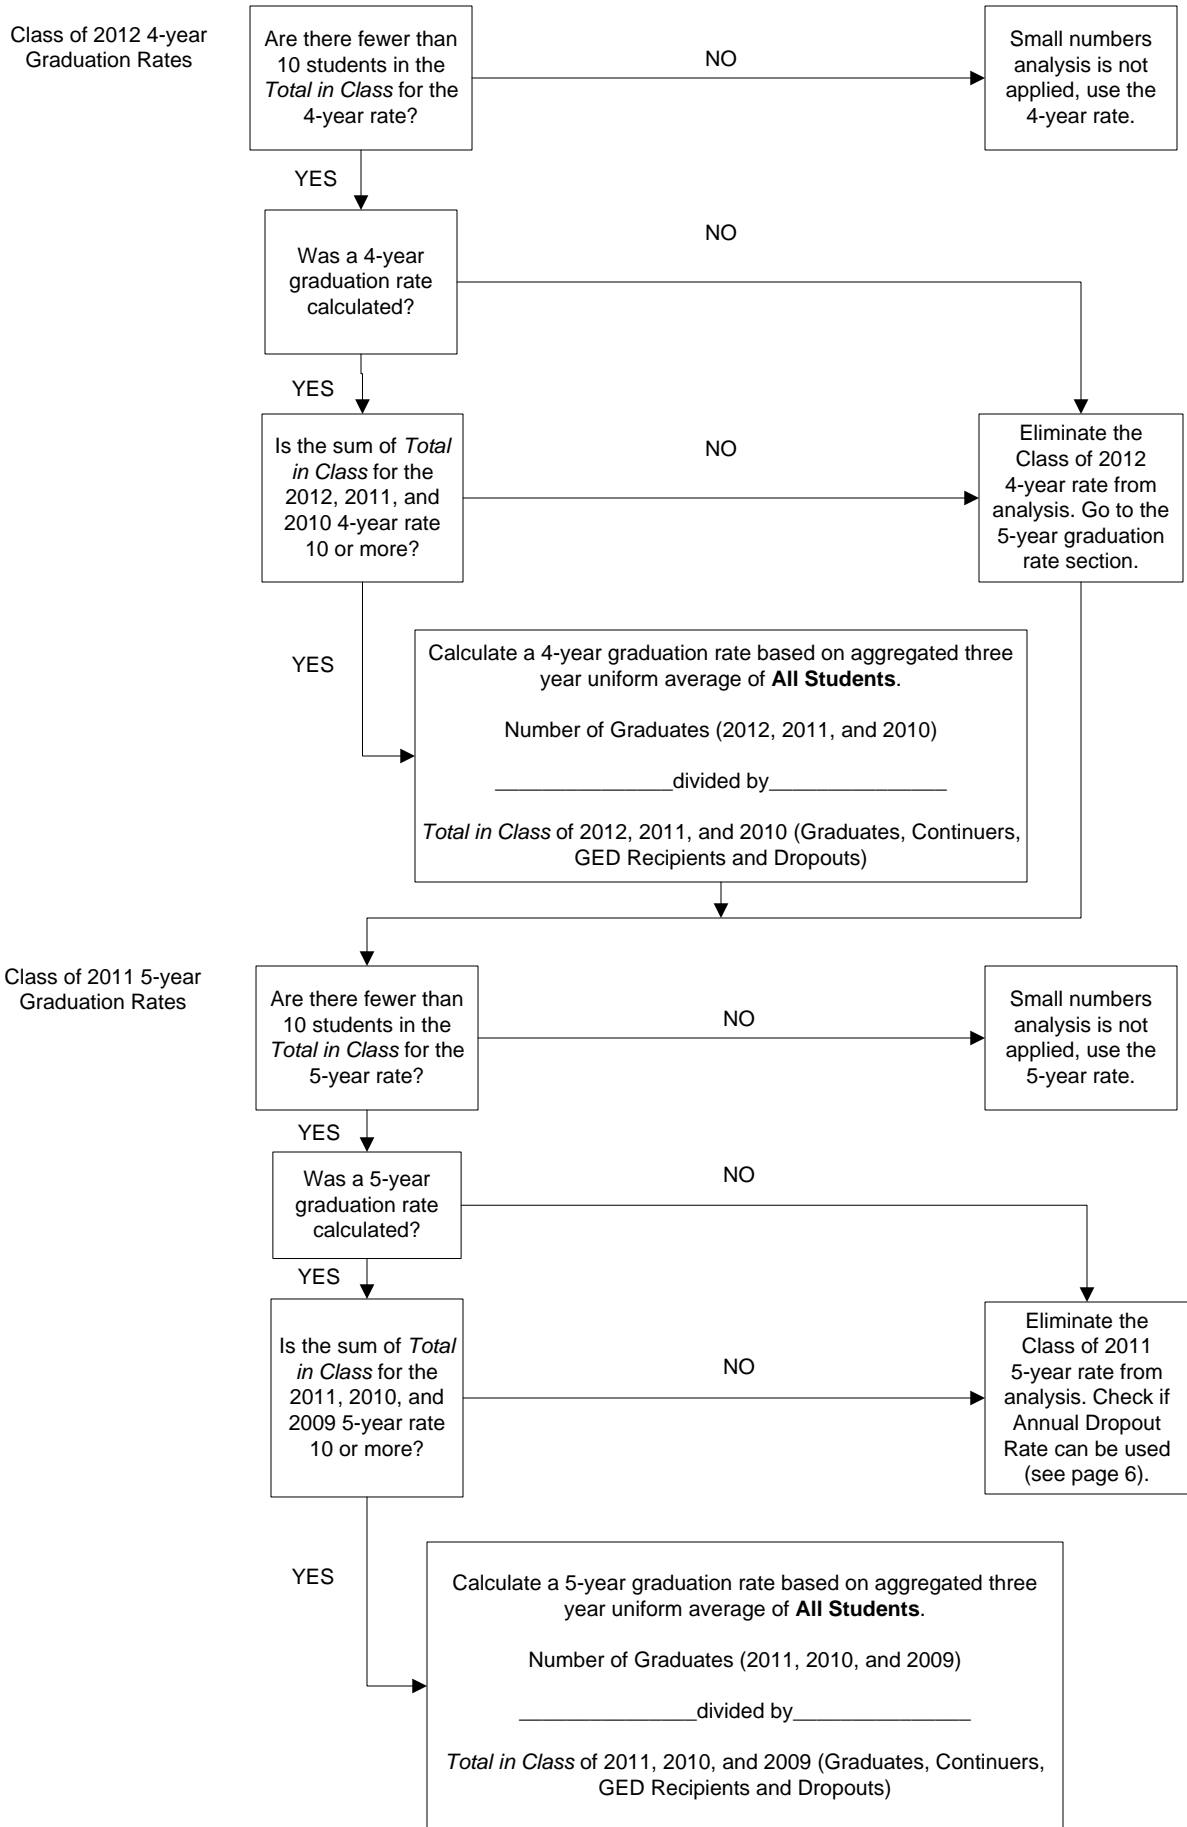 Class of 2012 4-year
Graduation Rates
Are there fewer than
10 students in the
Total in Class for the
4-year rate?
NO
Small numbers
analysis is not
applied, use the
4-year rate.
YES
Was a 4-year
graduation rate
calculated?
NO
YES
Is the sum of Total
in Class for the
2012, 2011, and
2010 4-year rate
10 or more?
NO
Eliminate the
Class of 2012
4-year rate from
analysis. Go to the
5-year graduation
rate section.
YES
Calculate a 4-year graduation rate based on aggregated three
year uniform average of All Students.
Number of Graduates (2012, 2011, and 2010)
_______________divided by_______________
Total in Class of 2012, 2011, and 2010 (Graduates, Continuers,
GED Recipients and Dropouts)
Class of 2011 5-year
Graduation Rates
Are there fewer than
10 students in the
Total in Class for the
5-year rate?
NO
Small numbers
analysis is not
applied, use the
5-year rate.
YES
Was a 5-year
graduation rate
calculated?
NO
YES
Is the sum of Total
in Class for the
2011, 2010, and
2009 5-year rate
10 or more?
NO
Eliminate the
Class of 2011
5-year rate from
analysis. Check if
Annual Dropout
Rate can be used
(see page 6).
YES
Calculate a 5-year graduation rate based on aggregated three
year uniform average of All Students.
Number of Graduates (2011, 2010, and 2009)
_______________divided by_______________
Total in Class of 2011, 2010, and 2009 (Graduates, Continuers,
GED Recipients and Dropouts)